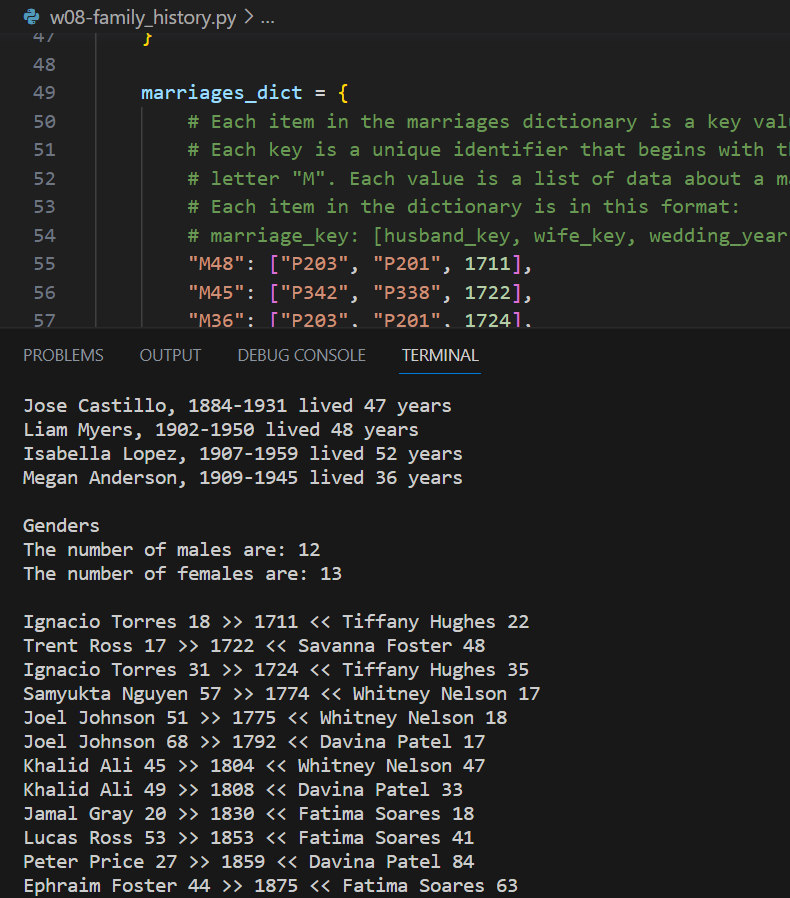 w08-family_history.py > ...
47 }
48
49 marriages_dict = {
50 # Each item in the marriages dictionary is a key
51 # Each key is a unique identifier that begins with
52 # letter "M". Each value is a list of data about a
53 # Each item in the dictionary is in this format:
54 # marriage_key: [husband_key, wife_key, wedding_year
55 "M48": ["P203", "P201", 1711],
56 "M45": ["P342", "P338", 1722],
57 "M36": ["P203", "P201", 1724],
PROBLEMS OUTPUT DEBUG CONSOLE TERMINAL
Jose Castillo, 1884-1931 lived 47 years
Liam Myers, 1902-1950 lived 48 years
Isabella Lopez, 1907-1959 lived 52 years
Megan Anderson, 1909-1945 lived 36 years
Genders
The number of males are: 12
The number of females are: 13
Ignacio Torres 18 >> 1711 << Tiffany Hughes 22
Trent Ross 17 >> 1722 << Savanna Foster 48
Ignacio Torres 31 >> 1724 << Tiffany Hughes 35
Samyukta Nguyen 57 >> 1774 << Whitney Nelson 17
Joel Johnson 51 >> 1775 << Whitney Nelson 18
Joel Johnson 68 >> 1792 << Davina Patel 17
Khalid Ali 45 >> 1804 << Whitney Nelson 47
Khalid Ali 49 >> 1808 << Davina Patel 33
Jamal Gray 20 >> 1830 << Fatima Soares 18
Lucas Ross 53 >> 1853 << Fatima Soares 41
Peter Price 27 >> 1859 << Davina Patel 84
Ephraim Foster 44 >> 1875 << Fatima Soares 63